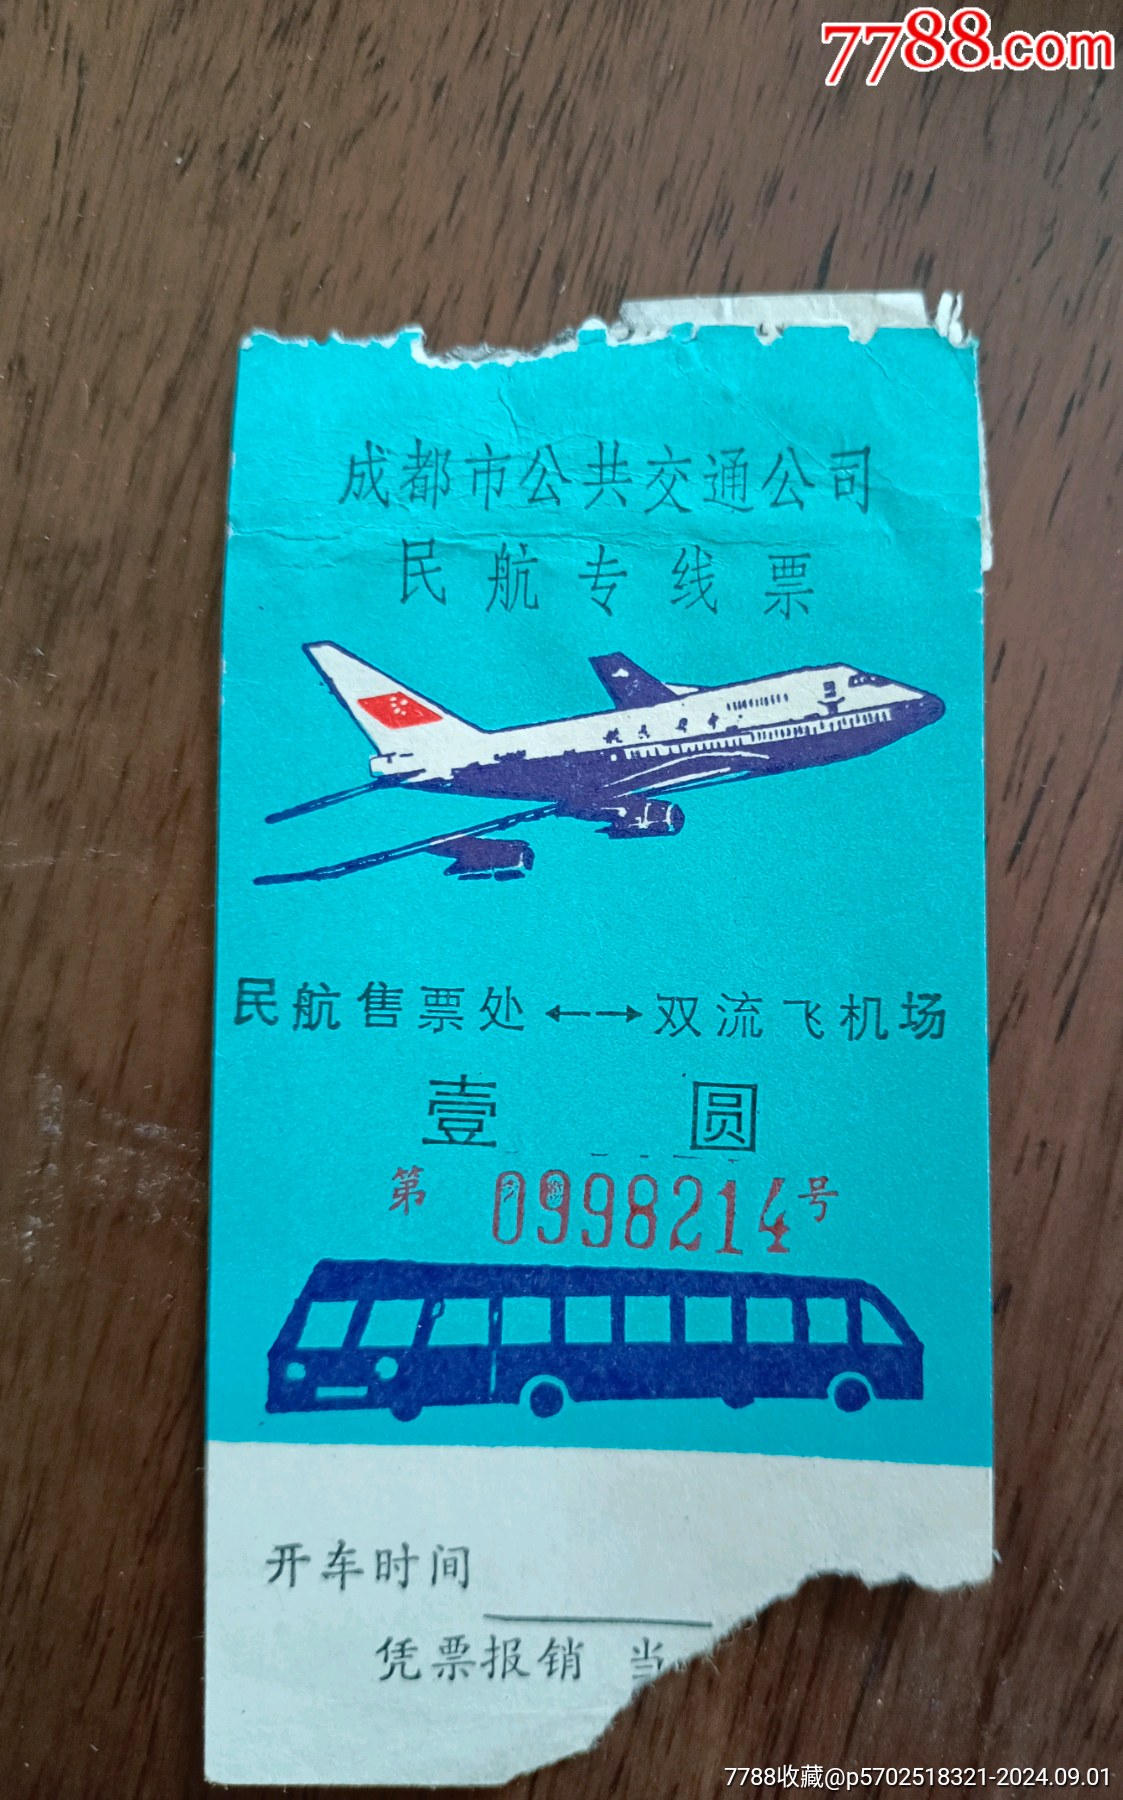 7788.com
成都市公共交通公司
民航专线票
民航售票处←→双流飞机场
壹 圆
第 0998214号
开车时间
凭票报销 当
7788收藏@p5702518321-2024.09.01